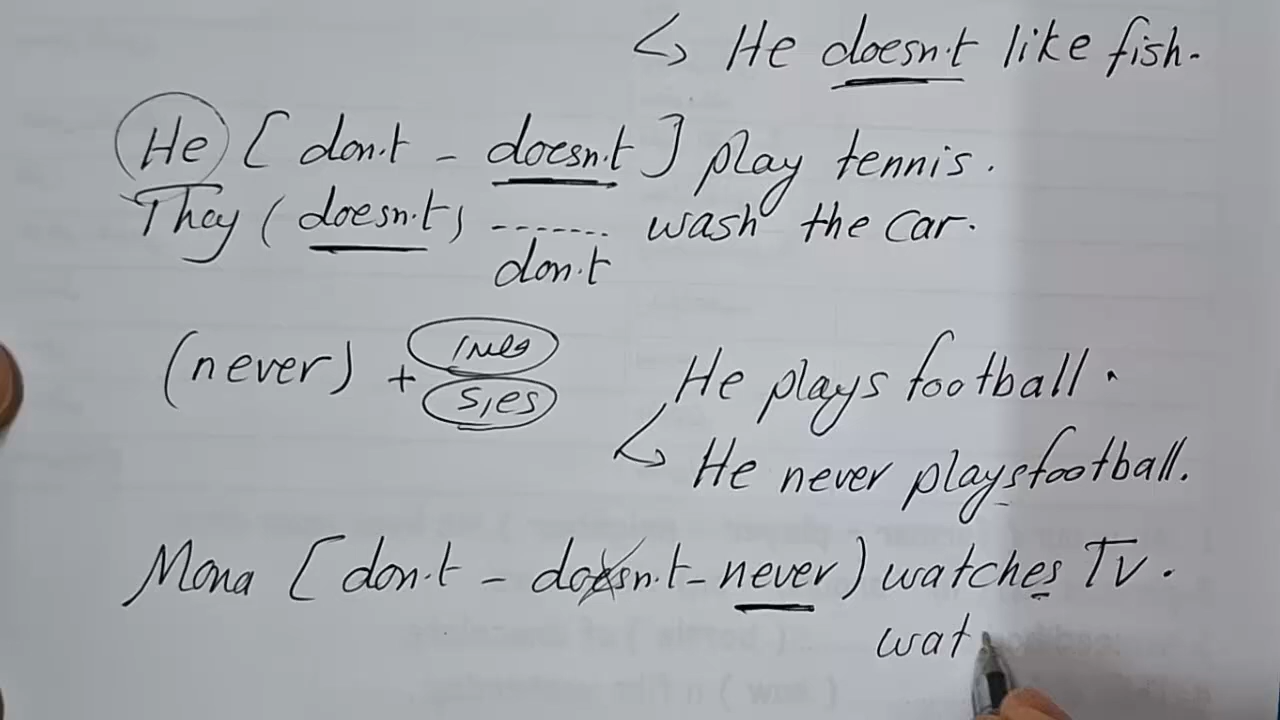 ↳ He doesn't like fish.
He [ don't - doesn't ] play tennis.
They ( doesn't ) ------- wash the car.
don't
(never) +
s, es
He plays football.
↳ He never plays football.
Mona [ don't - doesn't - never ) watches Tv.
wat